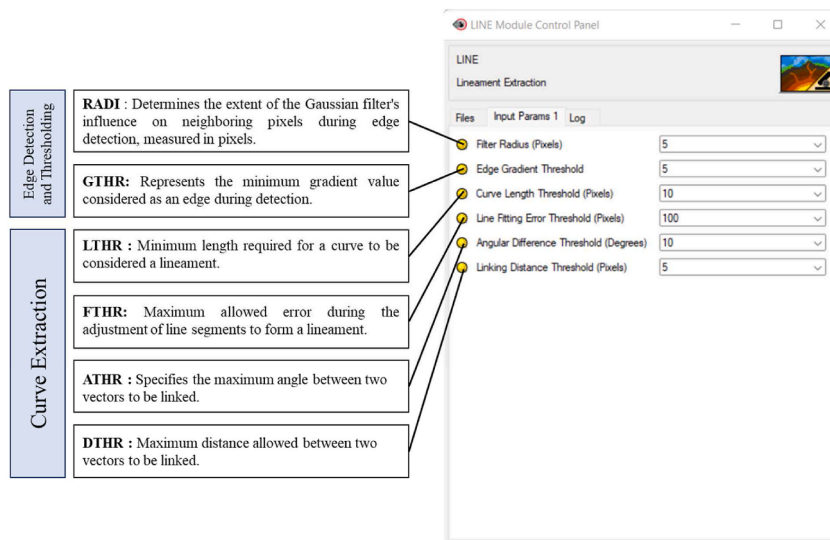 Edge Detection
and Thresholding
RADI : Determines the extent of the Gaussian filter's
influence on neighboring pixels during edge
detection, measured in pixels.
GTHR: Represents the minimum gradient value
considered as an edge during detection.
Curve Extraction
LTHR : Minimum length required for a curve to be
considered a lineament.
FTHR: Maximum allowed error during the
adjustment of line segments to form a lineament.
ATHR : Specifies the maximum angle between two
vectors to be linked.
DTHR : Maximum distance allowed between two
vectors to be linked.
LINE Module Control Panel
LINE
Lineament Extraction
Files Input Params 1 Log
Filter Radius (Pixels) 5
Edge Gradient Threshold 5
Curve Length Threshold (Pixels) 10
Line Fitting Error Threshold (Pixels) 100
Angular Difference Threshold (Degrees) 10
Linking Distance Threshold (Pixels) 5